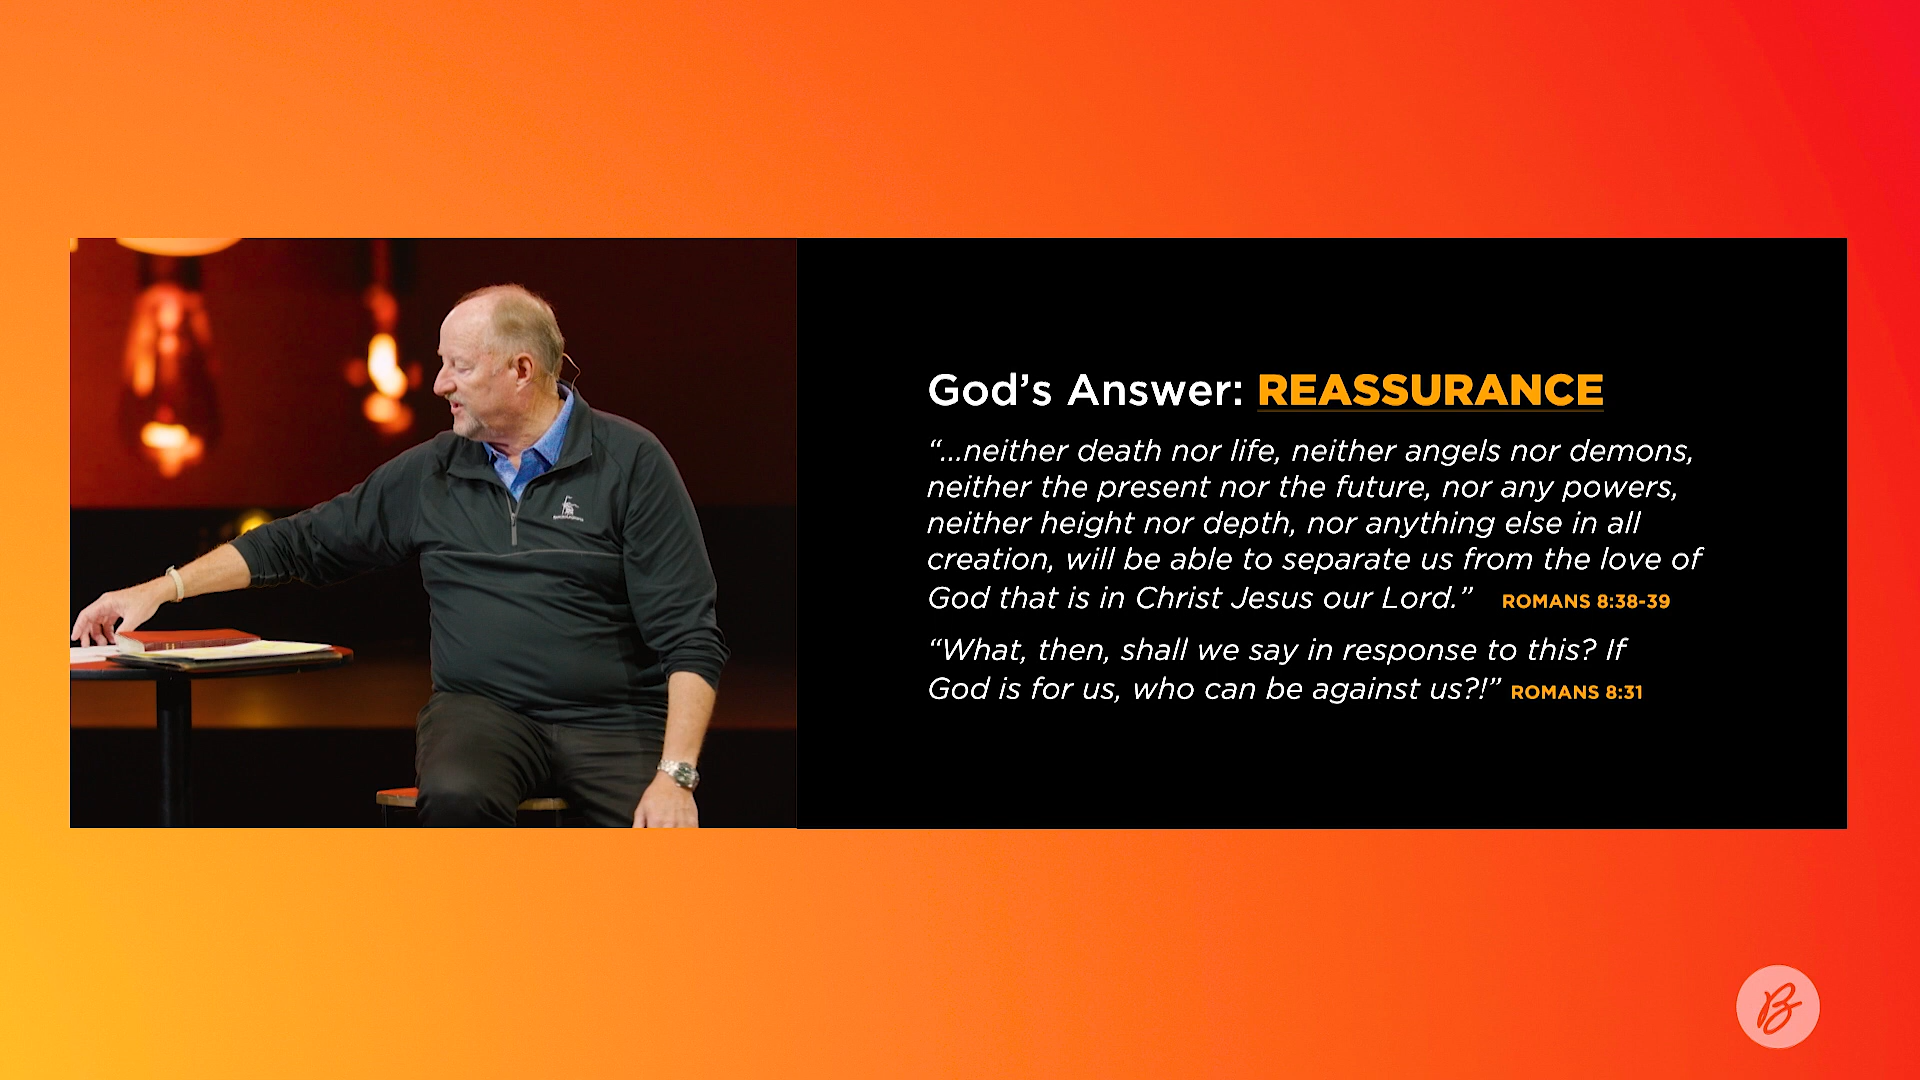 God’s Answer: REASSURANCE
“...neither death nor life, neither angels nor demons,
neither the present nor the future, nor any powers,
neither height nor depth, nor anything else in all
creation, will be able to separate us from the love of
God that is in Christ Jesus our Lord.” ROMANS 8:38-39
“What, then, shall we say in response to this? If
God is for us, who can be against us?!” ROMANS 8:31
B